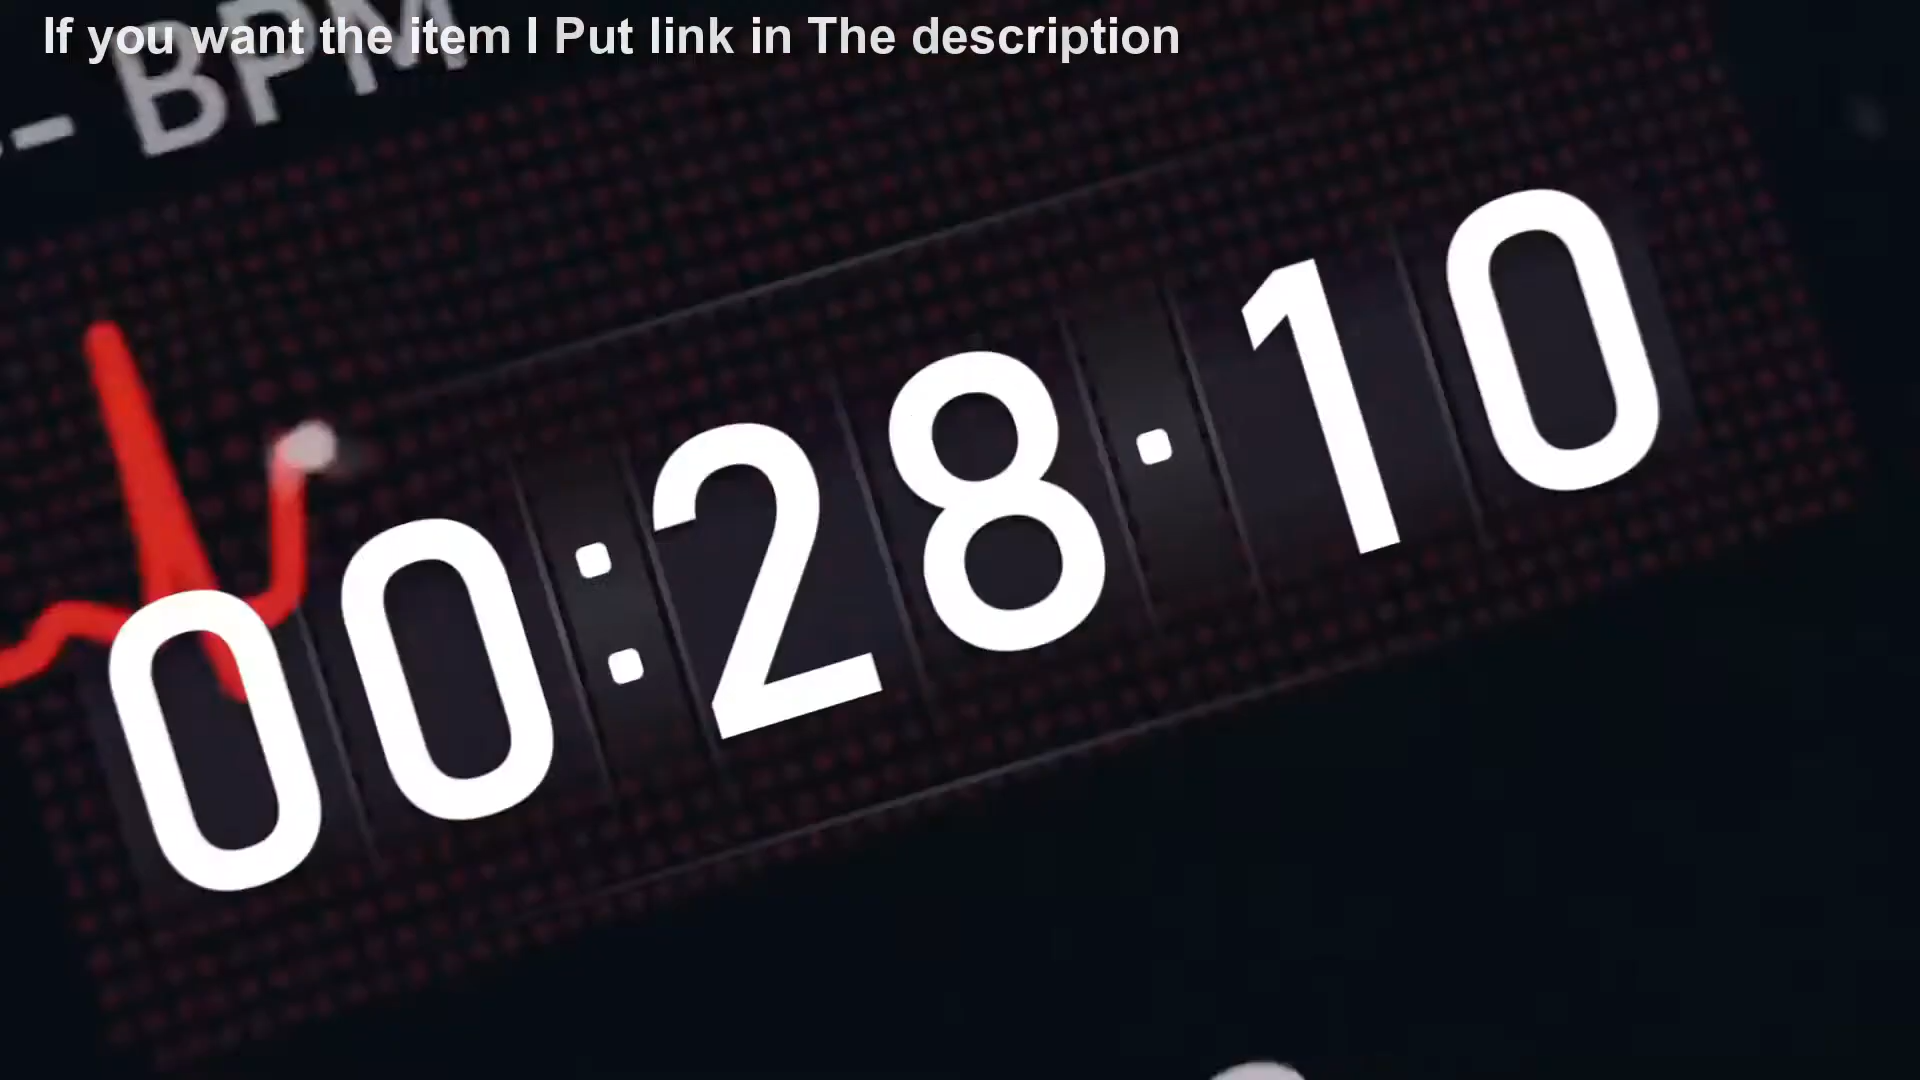 If you want the item I Put link in The description
-- BPM
00:28.10